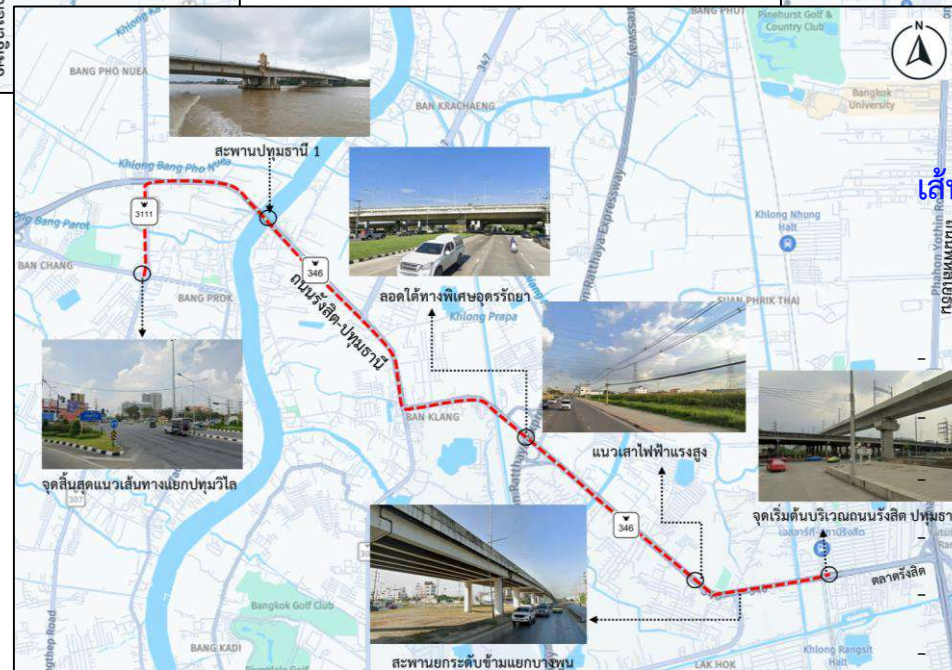 BANG PHUT
Pinehurst Golf &
Country Club
N
Khlong Kha
347
BANG PHO NUEA
BAN KRACHAENG
Bangkok
University
สะพานปทุมธานี 1
Khlong Bang Pho Nuea
เส้น
3111
Khlong Nhung
Halt
BAN CHANG
346
ถนนรังสิต-ปทุมธานี
BANG PROK
ลอดใต้ทางพิเศษอุดรรัถยา
SUAN PHRIK THAI
Khlong Prapa
BAN KLANG
แนวเสาไฟฟ้าแรงสูง
จุดสิ้นสุดแนวเส้นทางแยกปทุมวิไล
307
จุดเริ่มต้นบริเวณถนนรังสิต ปทุมธา
346
ตลาดรังสิต
Bangkok Golf Club
BANG KADI
Riverdale Golf
สะพานยกระดับข้ามแยกบางพูน
LAK HOK
Khlong Rangsit
Halt